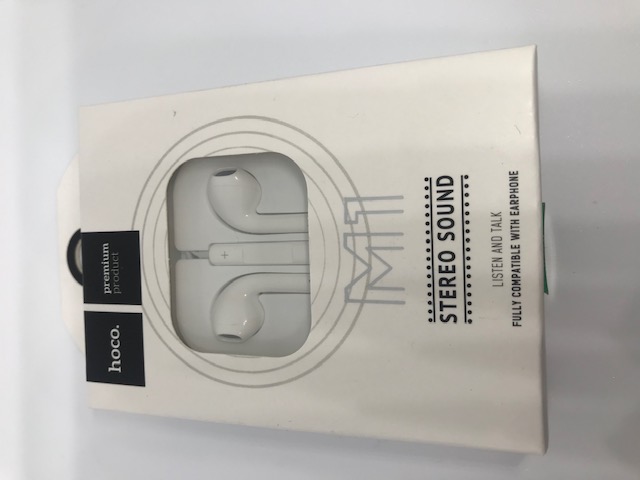 hoco.
premium
product
+
M1
STEREO SOUND
LISTEN AND TALK
FULLY COMPATIBLE WITH EARPHONE